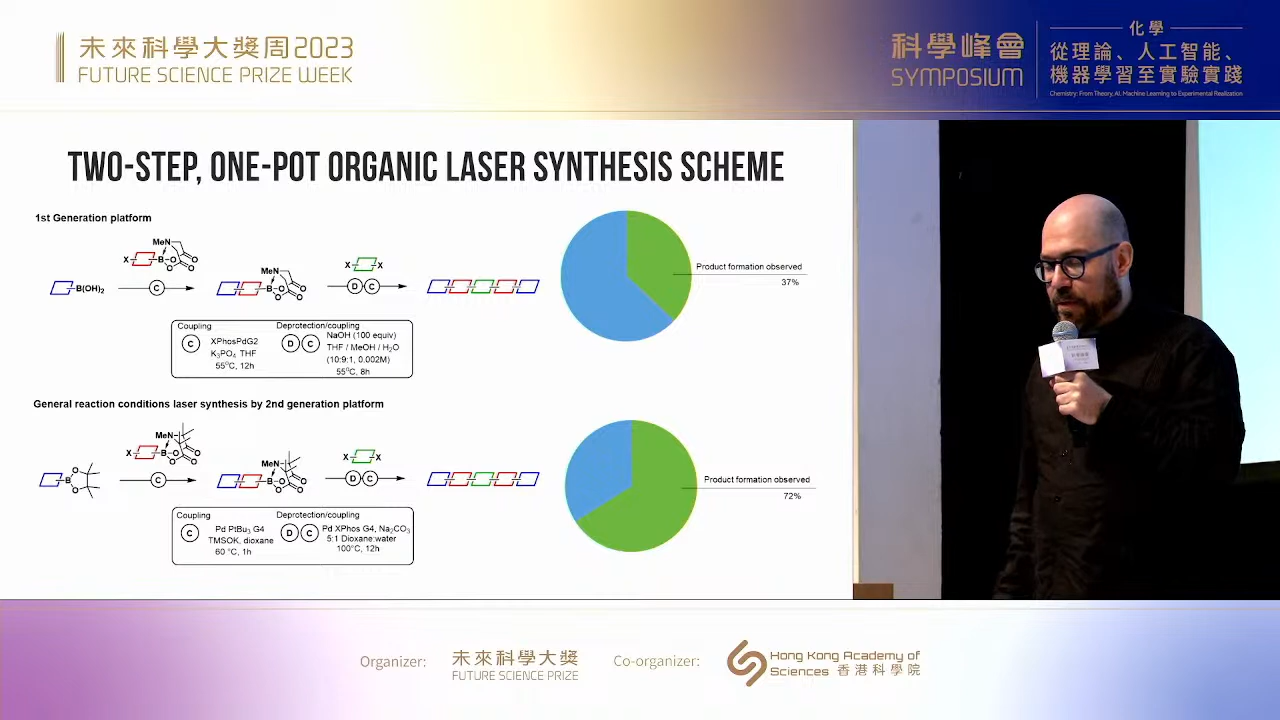 未來科學大獎周2023
FUTURE SCIENCE PRIZE WEEK
科學峰會
SYMPOSIUM
化學
從理論、人工智能、
機器學習至實驗實踐
Chemistry: From Theory, AI, Machine Learning to Experimental Realization
TWO-STEP, ONE-POT ORGANIC LASER SYNTHESIS SCHEME
1st Generation platform
MeN
X B O O
O O
B(OH)2
C
MeN
B O O
O O
X X
D C
Product formation observed
37%
Coupling
C
XPhosPdG2
K3PO4, THF
55°C, 12h
Deprotection/coupling
D C
NaOH (100 equiv)
THF / MeOH / H2O
(10:9:1, 0.002M)
55°C, 8h
General reaction conditions laser synthesis by 2nd generation platform
MeN
X B O O
O O
B O
O
C
MeN
B O O
O O
X X
D C
Product formation observed
72%
Coupling
C
Pd PtBu3 G4
TMSOK, dioxane
60 °C, 1h
Deprotection/coupling
D C
Pd XPhos G4, Na2CO3
5:1 Dioxane:water
100°C, 12h
Organizer:
未來科學大獎
FUTURE SCIENCE PRIZE
Co-organizer:
Hong Kong Academy of
Sciences 香港科學院